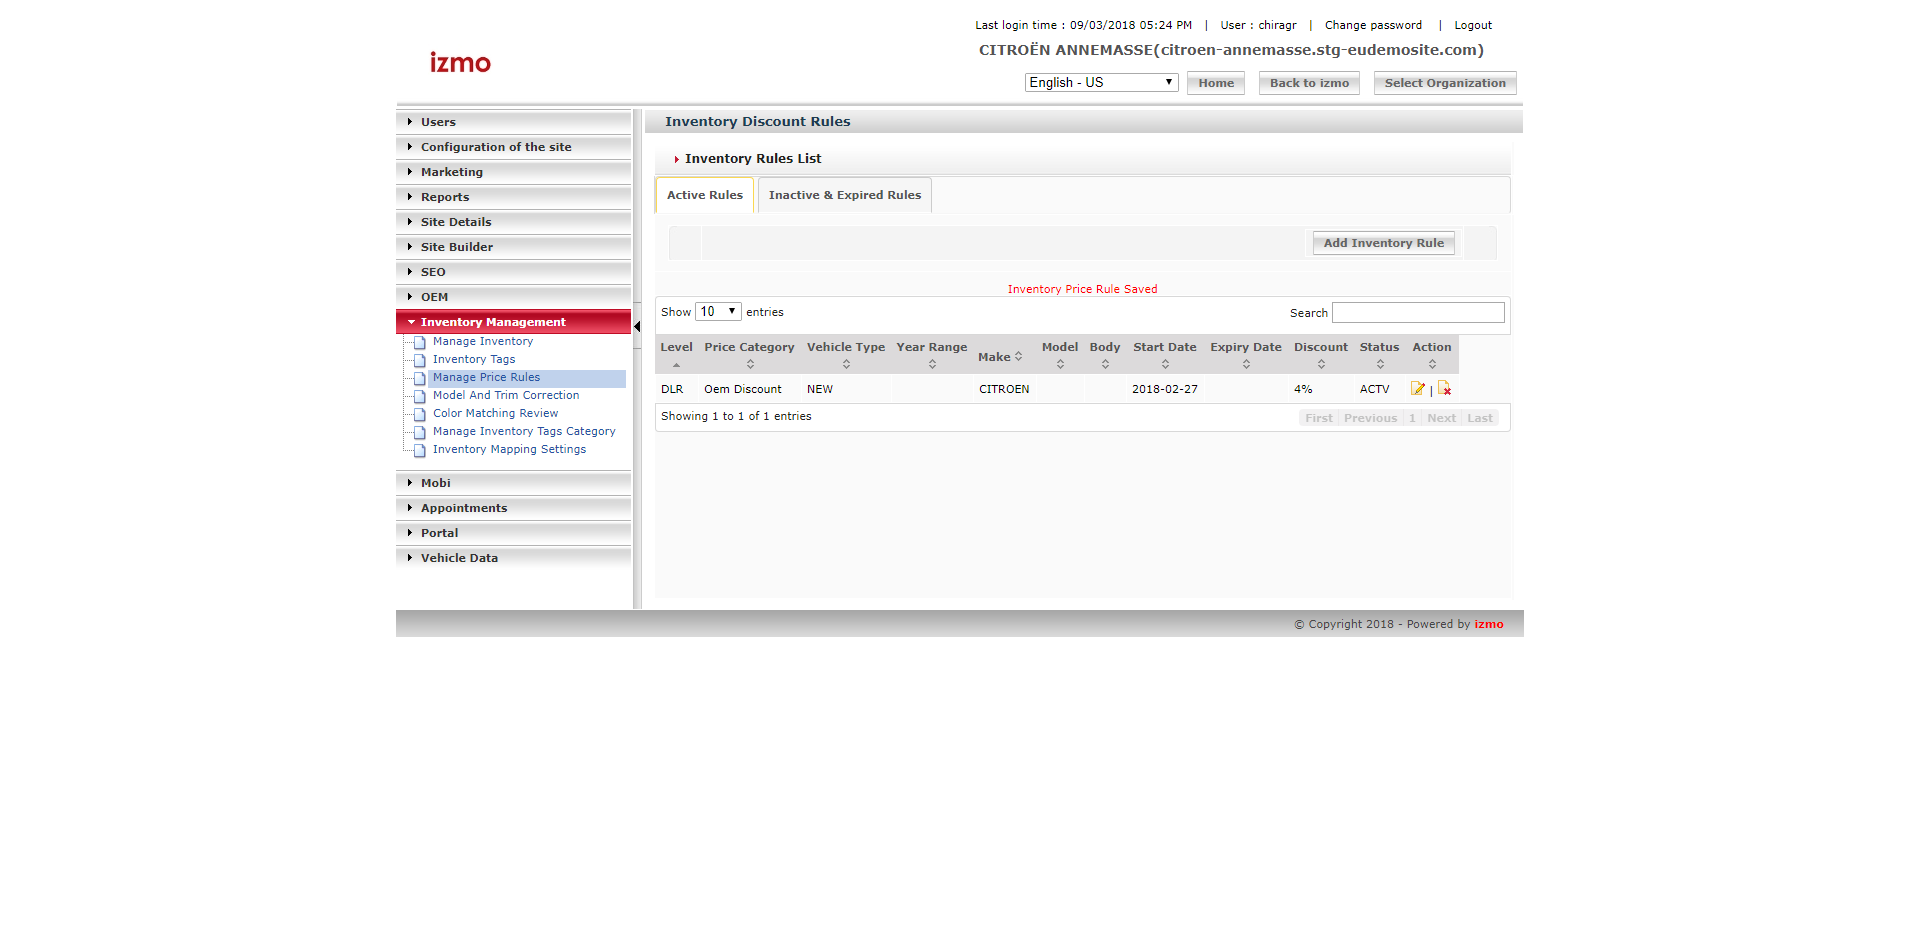 Last login time : 09/03/2018 05:24 PM | User : chiragr | Change password | Logout
izmo
CITROËN ANNEMASSE(citroen-annemasse.stg-eudemosite.com)
English - US Home Back to izmo Select Organization
Users
Configuration of the site
Marketing
Reports
Site Details
Site Builder
SEO
OEM
Inventory Management
Manage Inventory
Inventory Tags
Manage Price Rules
Model And Trim Correction
Color Matching Review
Manage Inventory Tags Category
Inventory Mapping Settings
Mobi
Appointments
Portal
Vehicle Data
Inventory Discount Rules
Inventory Rules List
Active Rules Inactive & Expired Rules
Add Inventory Rule
Inventory Price Rule Saved
Show 10 entries Search
Level Price Category Vehicle Type Year Range Make Model Body Start Date Expiry Date Discount Status Action
DLR Oem Discount NEW CITROEN 2018-02-27 4% ACTV |
Showing 1 to 1 of 1 entries First Previous 1 Next Last
© Copyright 2018 - Powered by izmo